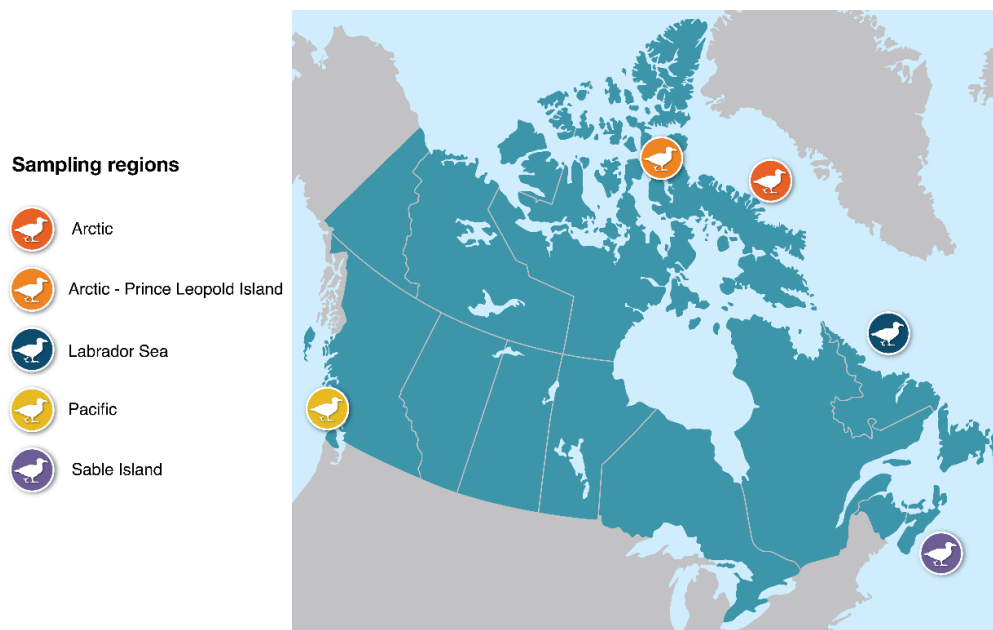 Sampling regions
Arctic
Arctic - Prince Leopold Island
Labrador Sea
Pacific
Sable Island